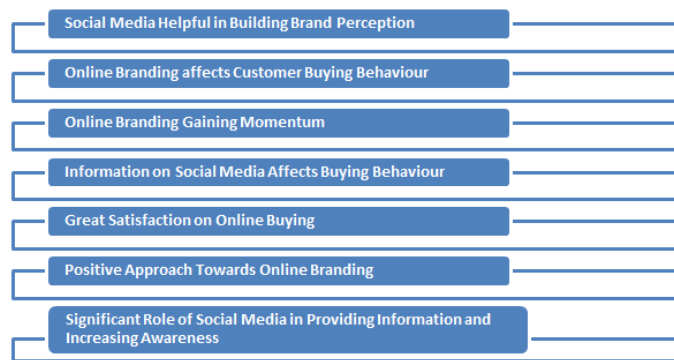 Social Media Helpful in Building Brand Perception
Online Branding affects Customer Buying Behaviour
Online Branding Gaining Momentum
Information on Social Media Affects Buying Behaviour
Great Satisfaction on Online Buying
Positive Approach Towards Online Branding
Significant Role of Social Media in Providing Information and
Increasing Awareness